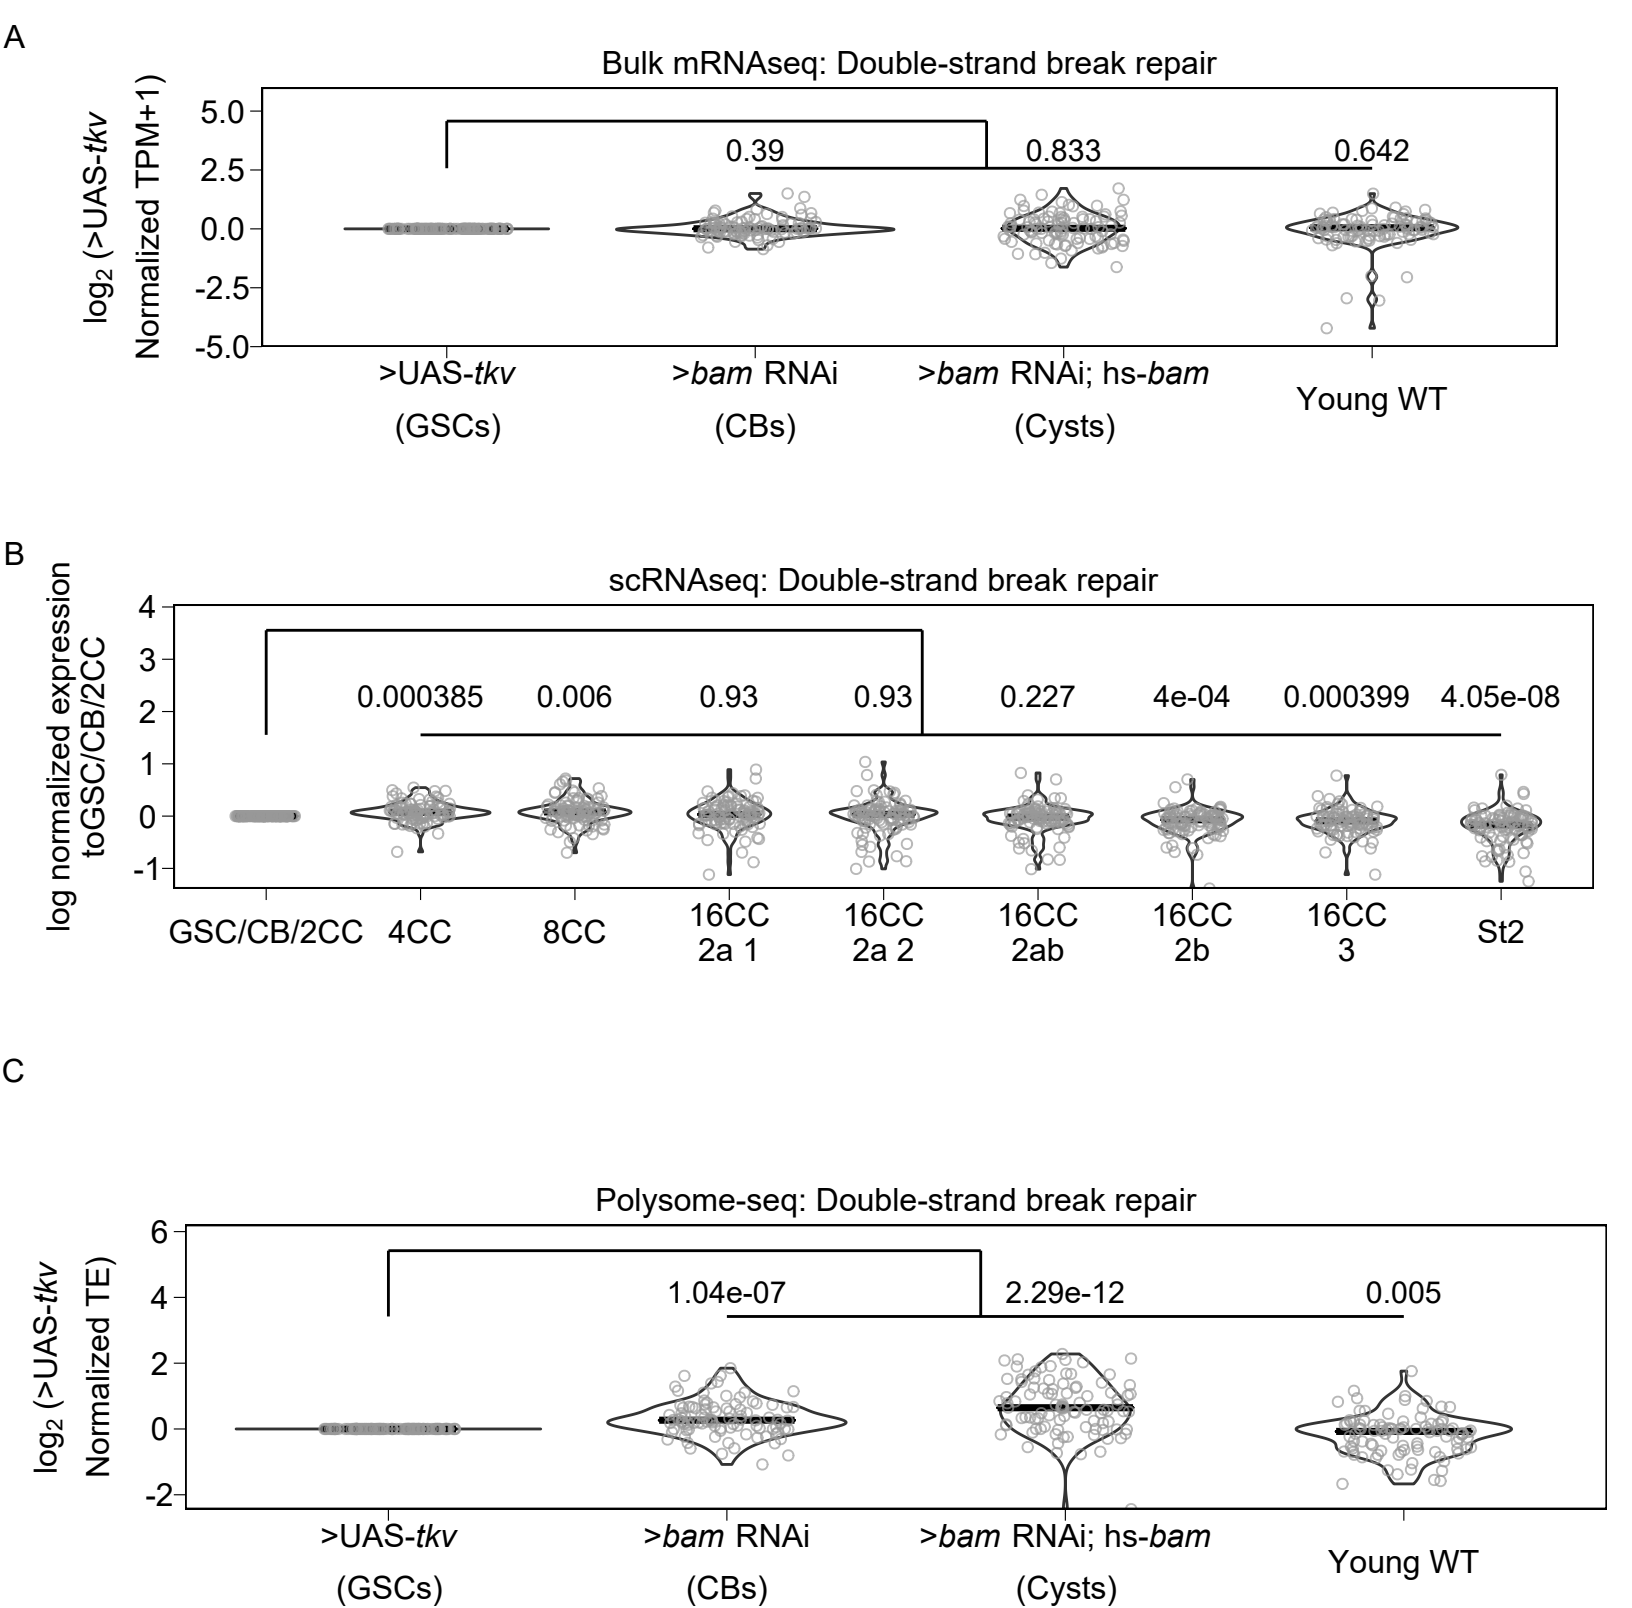 A
Bulk mRNAseq: Double-strand break repair
log2 (>UAS-tkv
Normalized TPM+1)
5.0
2.5
0.0
-2.5
-5.0
0.39
0.833
0.642
>UAS-tkv
(GSCs)
>bam RNAi
(CBs)
>bam RNAi; hs-bam
(Cysts)
Young WT
B
scRNAseq: Double-strand break repair
log normalized expression
toGSC/CB/2CC
4
3
2
1
0
-1
0.000385
0.006
0.93
0.93
0.227
4e-04
0.000399
4.05e-08
GSC/CB/2CC
4CC
8CC
16CC
2a 1
16CC
2a 2
16CC
2ab
16CC
2b
16CC
3
St2
C
Polysome-seq: Double-strand break repair
log2 (>UAS-tkv
Normalized TE)
6
4
2
0
-2
1.04e-07
2.29e-12
0.005
>UAS-tkv
(GSCs)
>bam RNAi
(CBs)
>bam RNAi; hs-bam
(Cysts)
Young WT